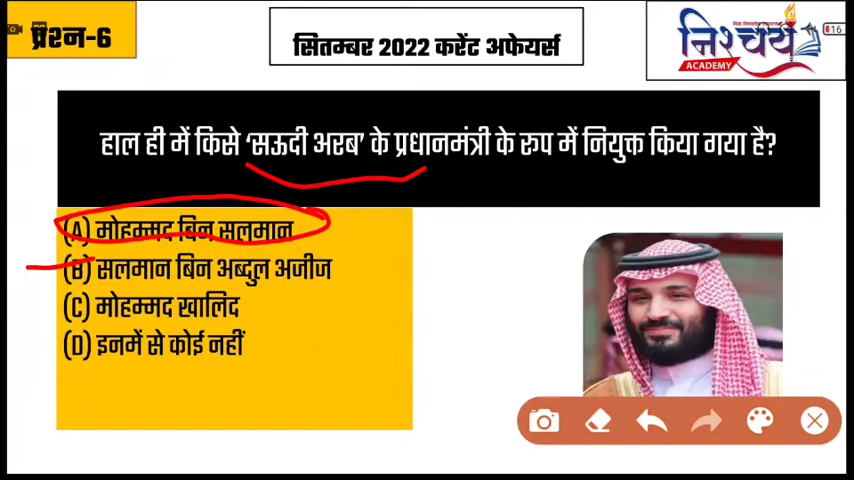 प्रश्न-6
सितम्बर 2022 करेंट अफेयर्स
निश्चय
ACADEMY
16
हाल ही में किसे 'सऊदी अरब' के प्रधानमंत्री के रूप में नियुक्त किया गया है?
(A) मोहम्मद बिन सलमान
(B) सलमान बिन अब्दुल अजीज
(C) मोहम्मद खालिद
(D) इनमें से कोई नहीं